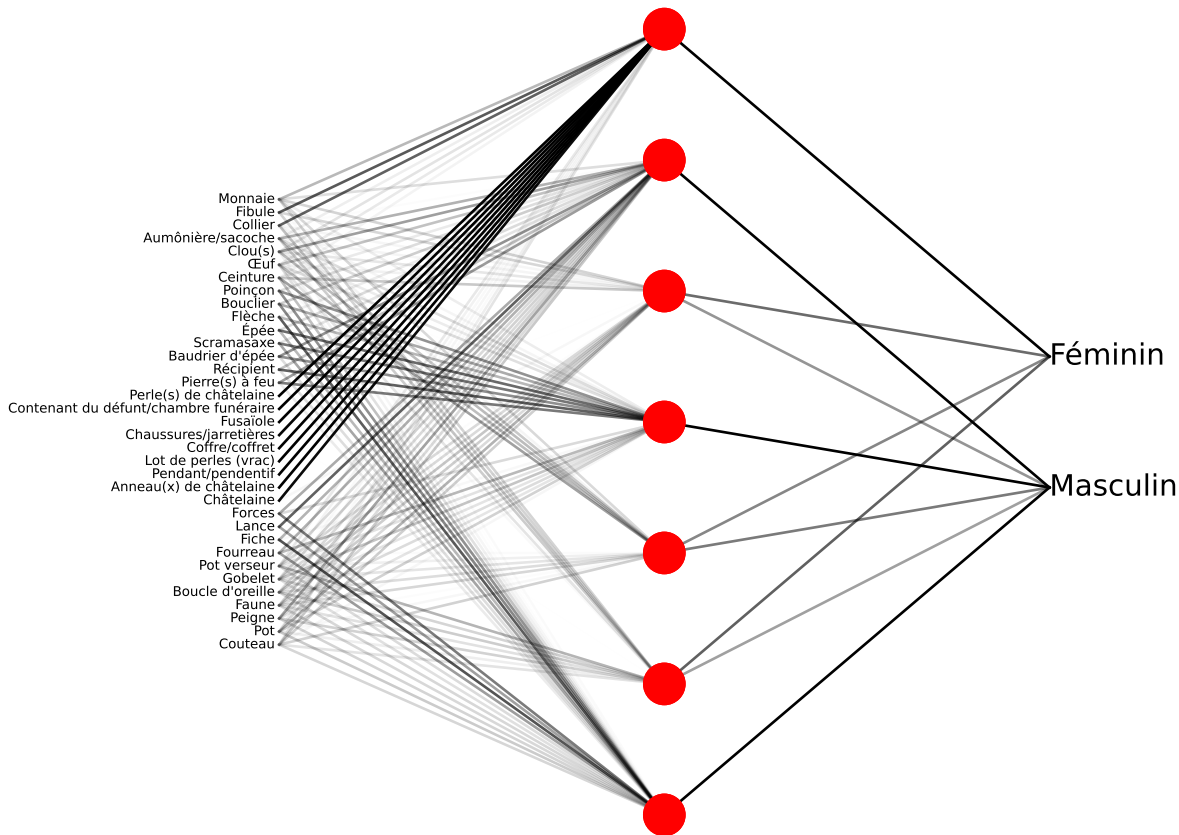 Monnaie
Fibule
Collier
Aumônière/sacoche
Clou(s)
Œuf
Ceinture
Poinçon
Bouclier
Flèche
Épée
Scramasaxe
Baudrier d'épée
Récipient
Pierre(s) à feu
Perle(s) de châtelaine
Contenant du défunt/chambre funéraire
Fusaïole
Chaussures/jarretières
Coffre/coffret
Lot de perles (vrac)
Pendant/pendentif
Anneau(x) de châtelaine
Châtelaine
Forces
Lance
Fiche
Fourreau
Pot verseur
Gobelet
Boucle d'oreille
Faune
Peigne
Pot
Couteau
Féminin
Masculin